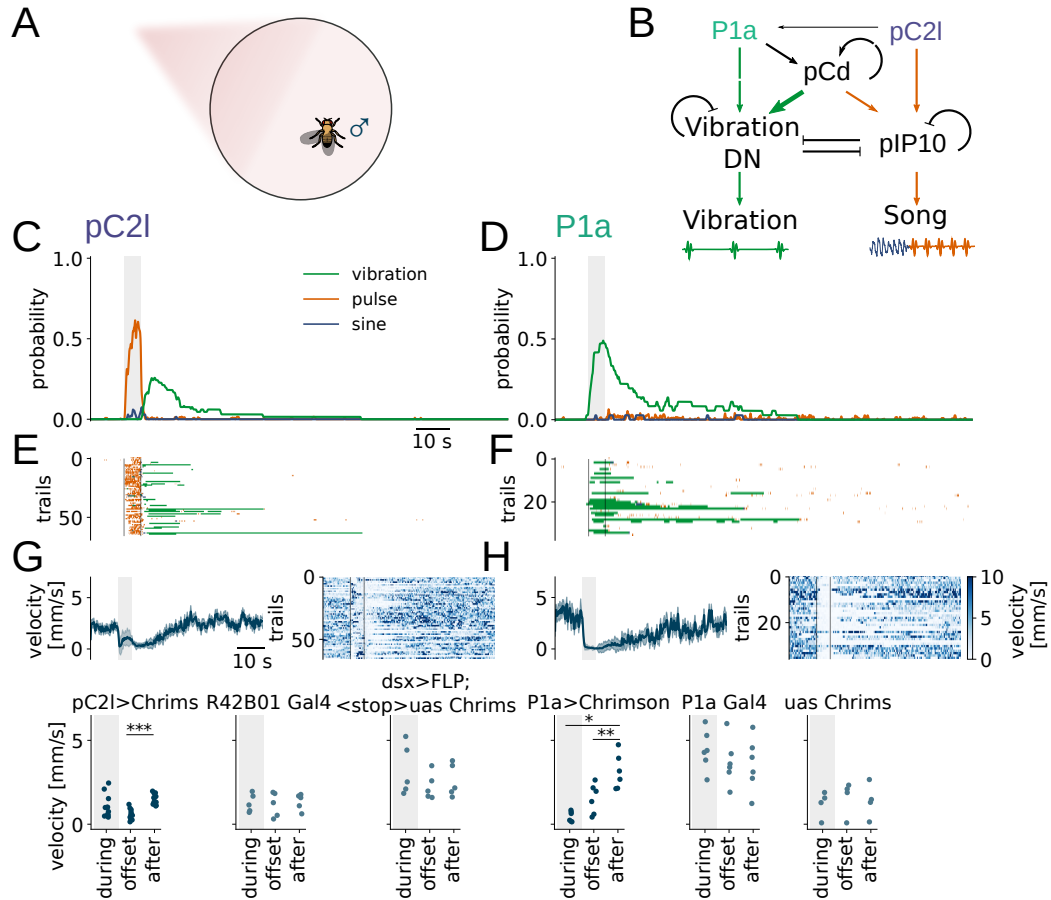 A
B
P1a
pC2l
pCd
Vibration
DN
pIP10
Vibration
Song
♂
C
pC2l
D
P1a
1.0
0.5
0.0
probability
vibration
pulse
sine
10 s
1.0
0.5
0.0
probability
E
0
50
trails
F
0
20
trails
G
5
0
velocity
[mm/s]
10 s
0
50
trails
H
5
0
0
20
trails
10
5
0
velocity
[mm/s]
pC2l>Chrims
R42B01 Gal4
dsx>FLP;
<stop>uas Chrims
P1a>Chrimson
P1a Gal4
uas Chrims
***
*
**
5
0
velocity [mm/s]
during
offset
after
during
offset
after
during
offset
after
5
0
during
offset
after
during
offset
after
during
offset
after